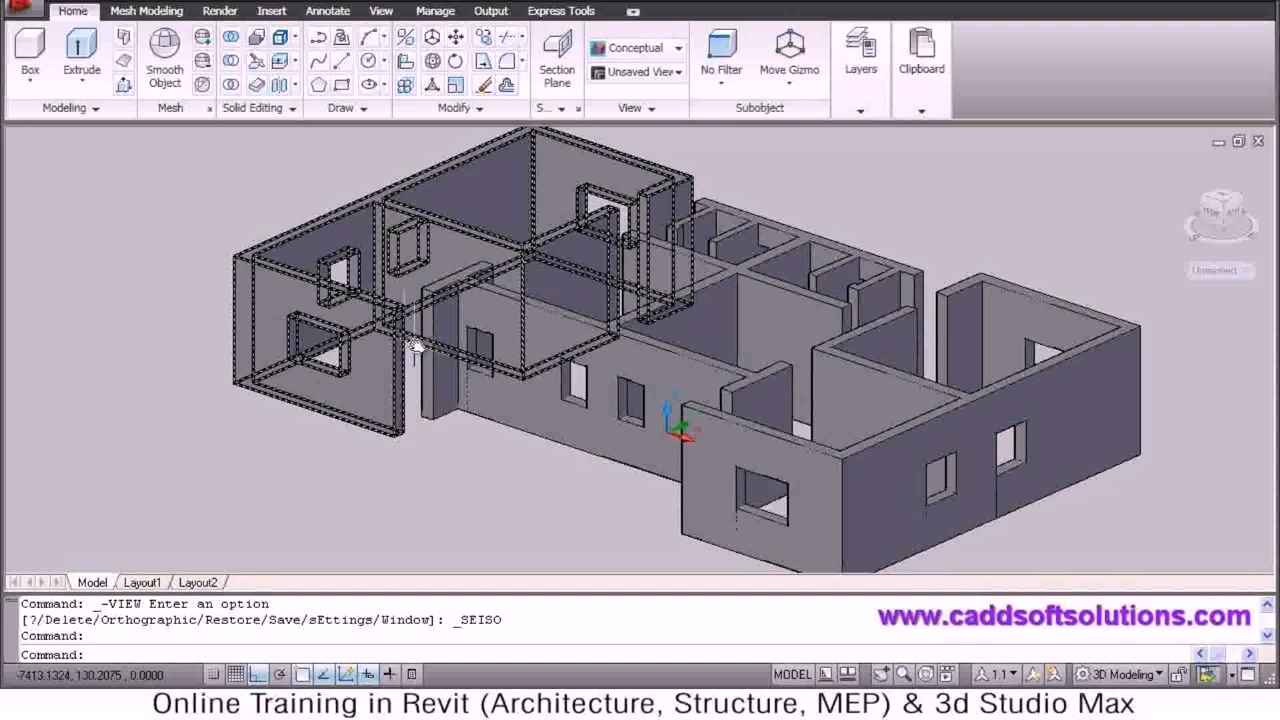 Home Mesh Modeling Render Insert Annotate View Manage Output Express Tools
Box Extrude Smooth Object Section Plane Conceptual Unsaved View No Filter Move Gizmo Layers Clipboard
Modeling Mesh Solid Editing Draw Modify S... View Subobject
Unnamed
Model Layout1 Layout2
Command: _-VIEW Enter an option
[?/Delete/Orthographic/Restore/Save/sEttings/Window]: _SEISO
Command:
Command:
www.caddsoftsolutions.com
-7413.1324, 130.2075, 0.0000 MODEL 1:1 3D Modeling
Online Training in Revit (Architecture, Structure, MEP) & 3d Studio Max